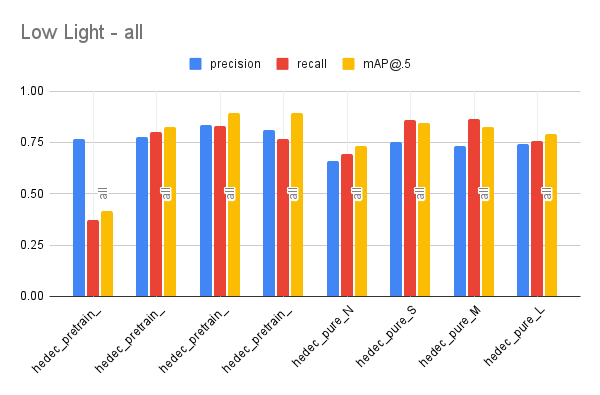 Low Light - all
precision recall mAP@.5
1.00
0.75
0.50
0.25
0.00
all
all
all
all
all
all
all
all
hedec_pretrain_
hedec_pretrain_
hedec_pretrain_
hedec_pretrain_
hedec_pure_N
hedec_pure_S
hedec_pure_M
hedec_pure_L